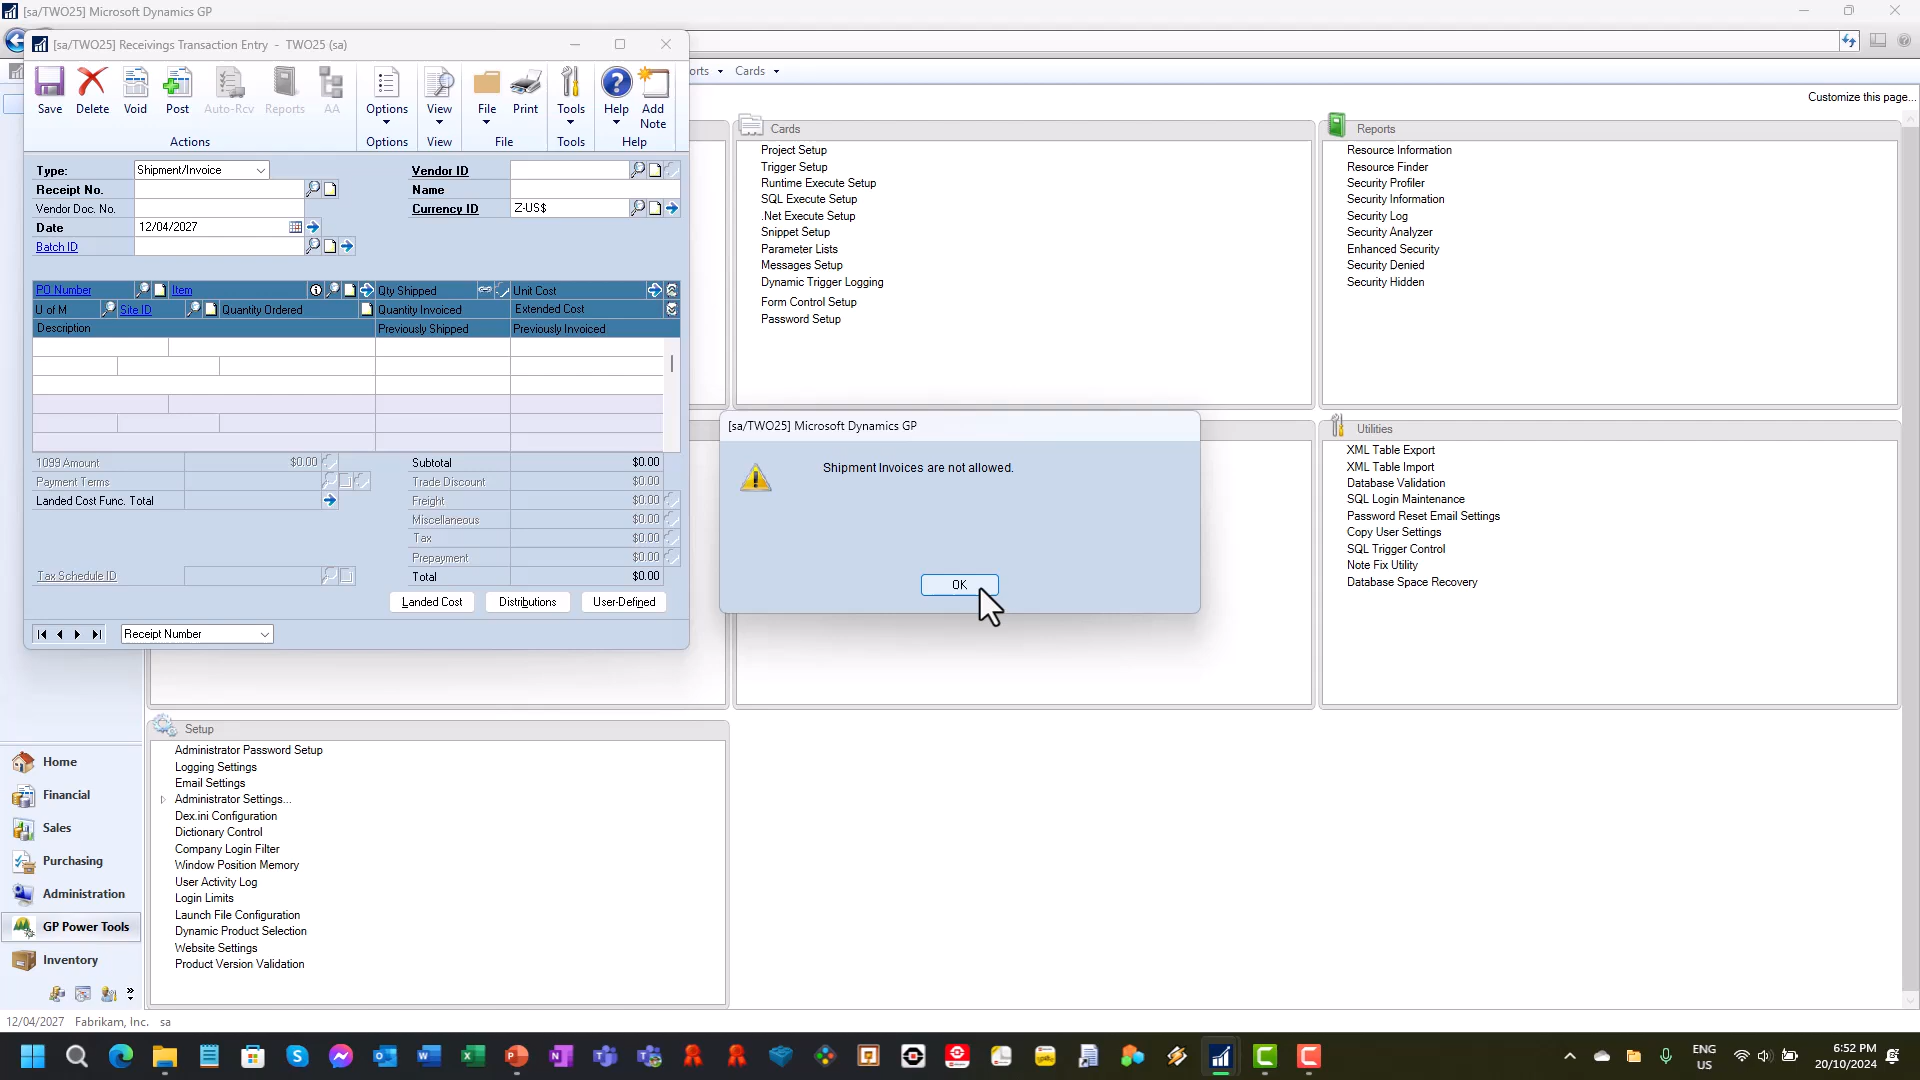 [sa/TWO25] Microsoft Dynamics GP
[sa/TWO25] Receivings Transaction Entry - TWO25 (sa)
orts Cards
Save Delete Void Post Auto-Rcv Reports AA Options View File Print Tools Help Add Note
Actions Options View File Tools Help
Customize this page...
Type: Shipment/Invoice
Receipt No.
Vendor Doc. No.
Date 12/04/2027
Batch ID
Vendor ID
Name
Currency ID Z-US$
PO Number Item Qty Shipped Unit Cost
U of M Site ID Quantity Ordered Quantity Invoiced Extended Cost
Description Previously Shipped Previously Invoiced
1099 Amount $0.00
Payment Terms
Landed Cost Func. Total
Tax Schedule ID
Subtotal $0.00
Trade Discount $0.00
Freight $0.00
Miscellaneous $0.00
Tax $0.00
Prepayment $0.00
Total $0.00
Landed Cost Distributions User-Defined
Receipt Number
Cards
Project Setup
Trigger Setup
Runtime Execute Setup
SQL Execute Setup
.Net Execute Setup
Snippet Setup
Parameter Lists
Messages Setup
Dynamic Trigger Logging
Form Control Setup
Password Setup
Reports
Resource Information
Resource Finder
Security Profiler
Security Information
Security Log
Security Analyzer
Enhanced Security
Security Denied
Security Hidden
[sa/TWO25] Microsoft Dynamics GP
Shipment Invoices are not allowed.
OK
Utilities
XML Table Export
XML Table Import
Database Validation
SQL Login Maintenance
Password Reset Email Settings
Copy User Settings
SQL Trigger Control
Note Fix Utility
Database Space Recovery
Setup
Administrator Password Setup
Logging Settings
Email Settings
Administrator Settings...
Dex.ini Configuration
Dictionary Control
Company Login Filter
Window Position Memory
User Activity Log
Login Limits
Launch File Configuration
Dynamic Product Selection
Website Settings
Product Version Validation
Home
Financial
Sales
Purchasing
Administration
GP Power Tools
Inventory
12/04/2027 Fabrikam, Inc. sa
ENG
US
6:52 PM
20/10/2024